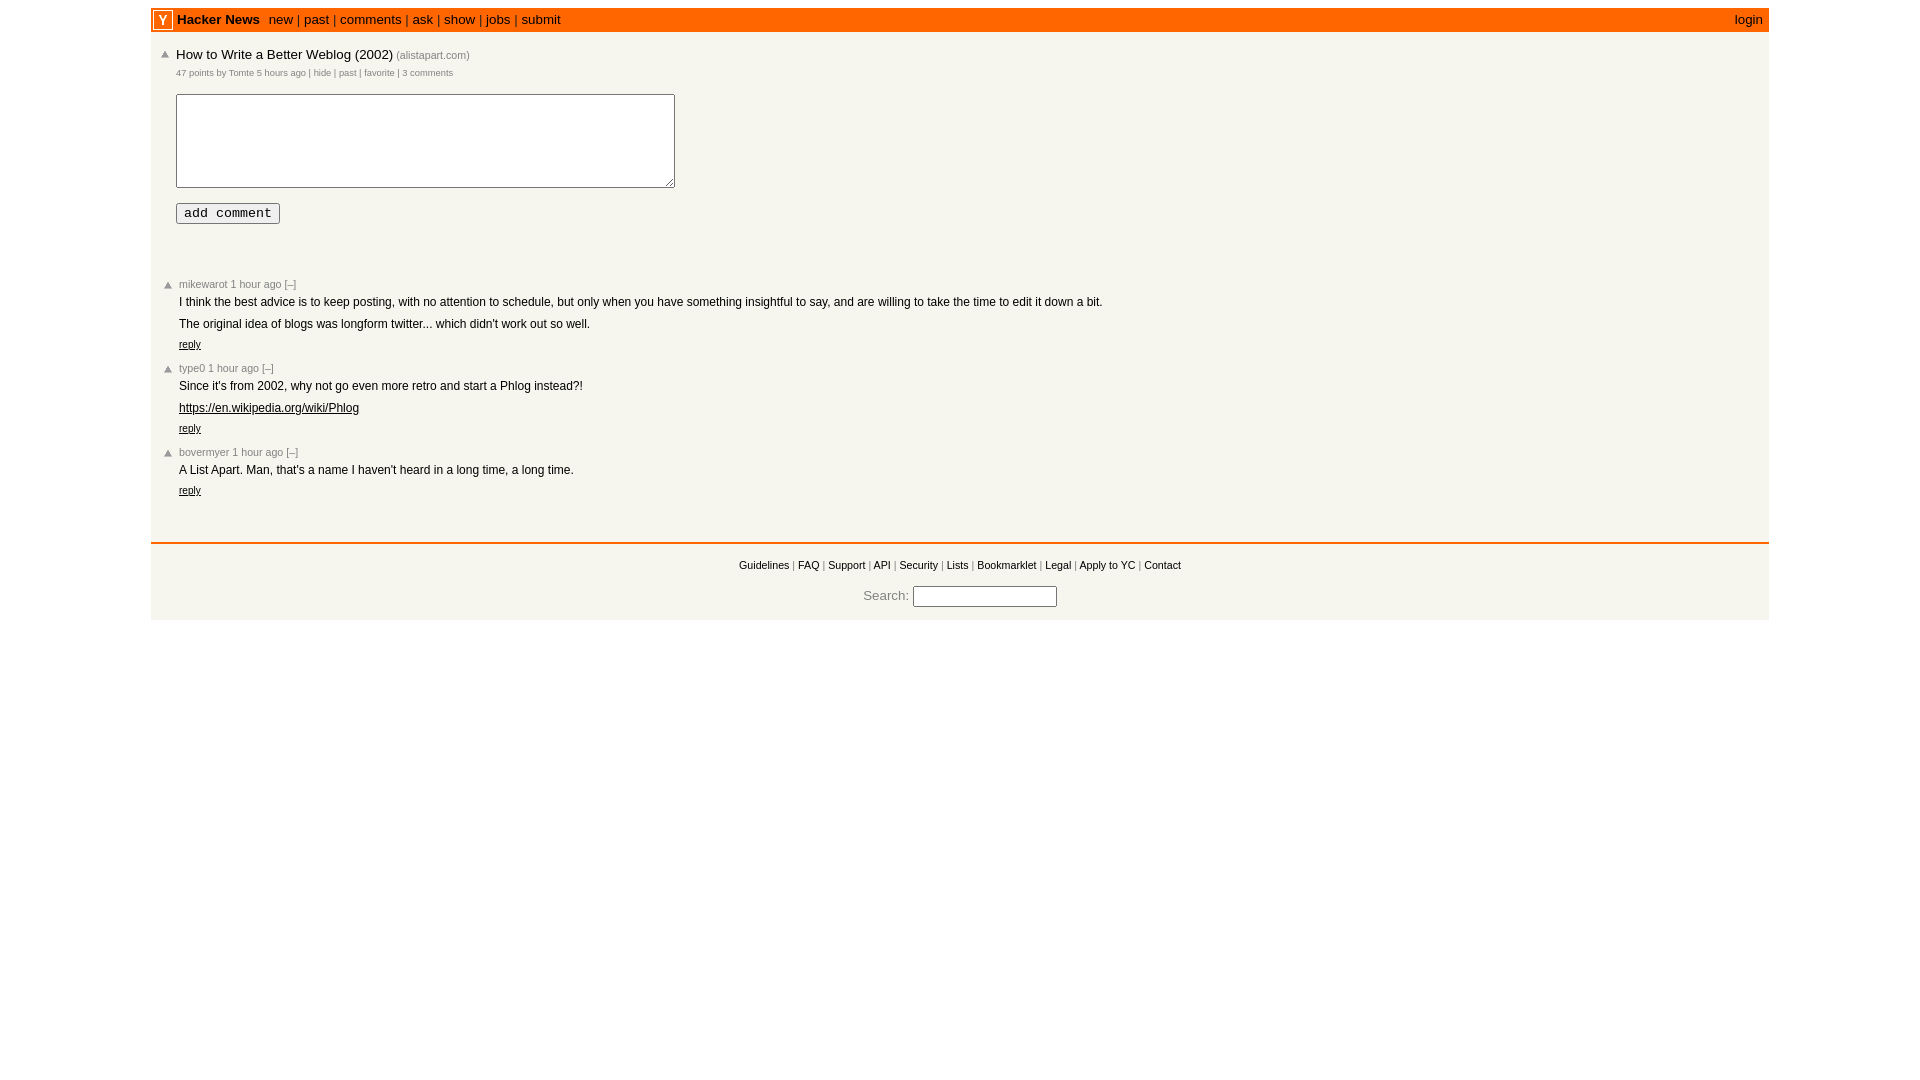 Y Hacker News new | past | comments | ask | show | jobs | submit login
How to Write a Better Weblog (2002) (alistapart.com)
47 points by Tomte 5 hours ago | hide | past | favorite | 3 comments
add comment
mikewarot 1 hour ago [–]
I think the best advice is to keep posting, with no attention to schedule, but only when you have something insightful to say, and are willing to take the time to edit it down a bit.
The original idea of blogs was longform twitter... which didn't work out so well.
reply
type0 1 hour ago [–]
Since it's from 2002, why not go even more retro and start a Phlog instead?!
https://en.wikipedia.org/wiki/Phlog
reply
bovermyer 1 hour ago [–]
A List Apart. Man, that's a name I haven't heard in a long time, a long time.
reply
Guidelines | FAQ | Support | API | Security | Lists | Bookmarklet | Legal | Apply to YC | Contact
Search: